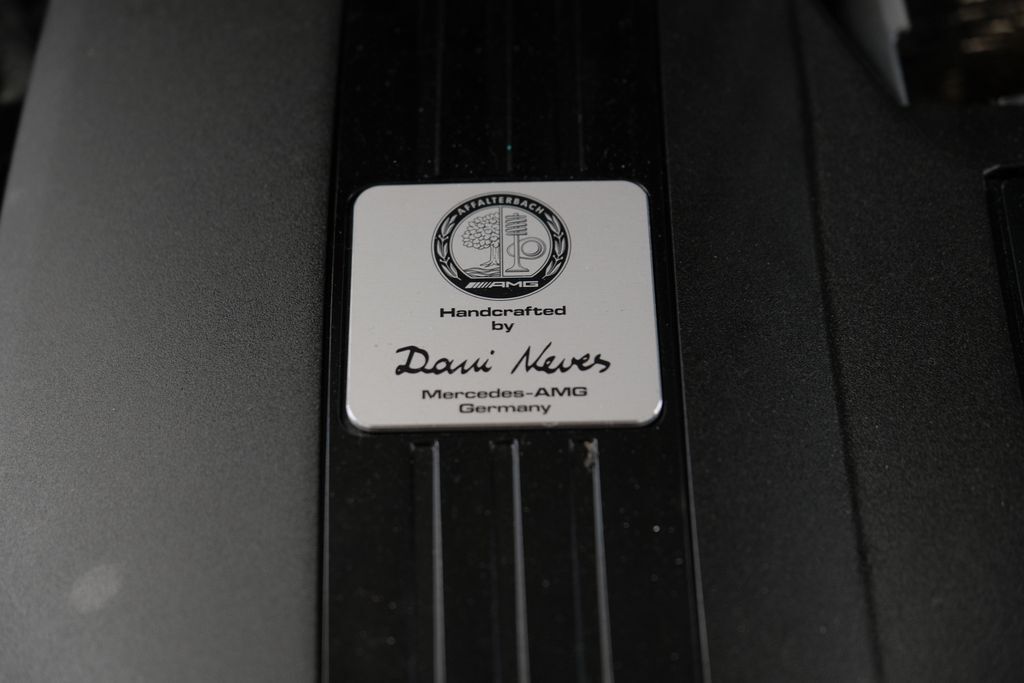 AFFALTERBACH
AMG
Handcrafted
by
Dani Neves
Mercedes-AMG
Germany